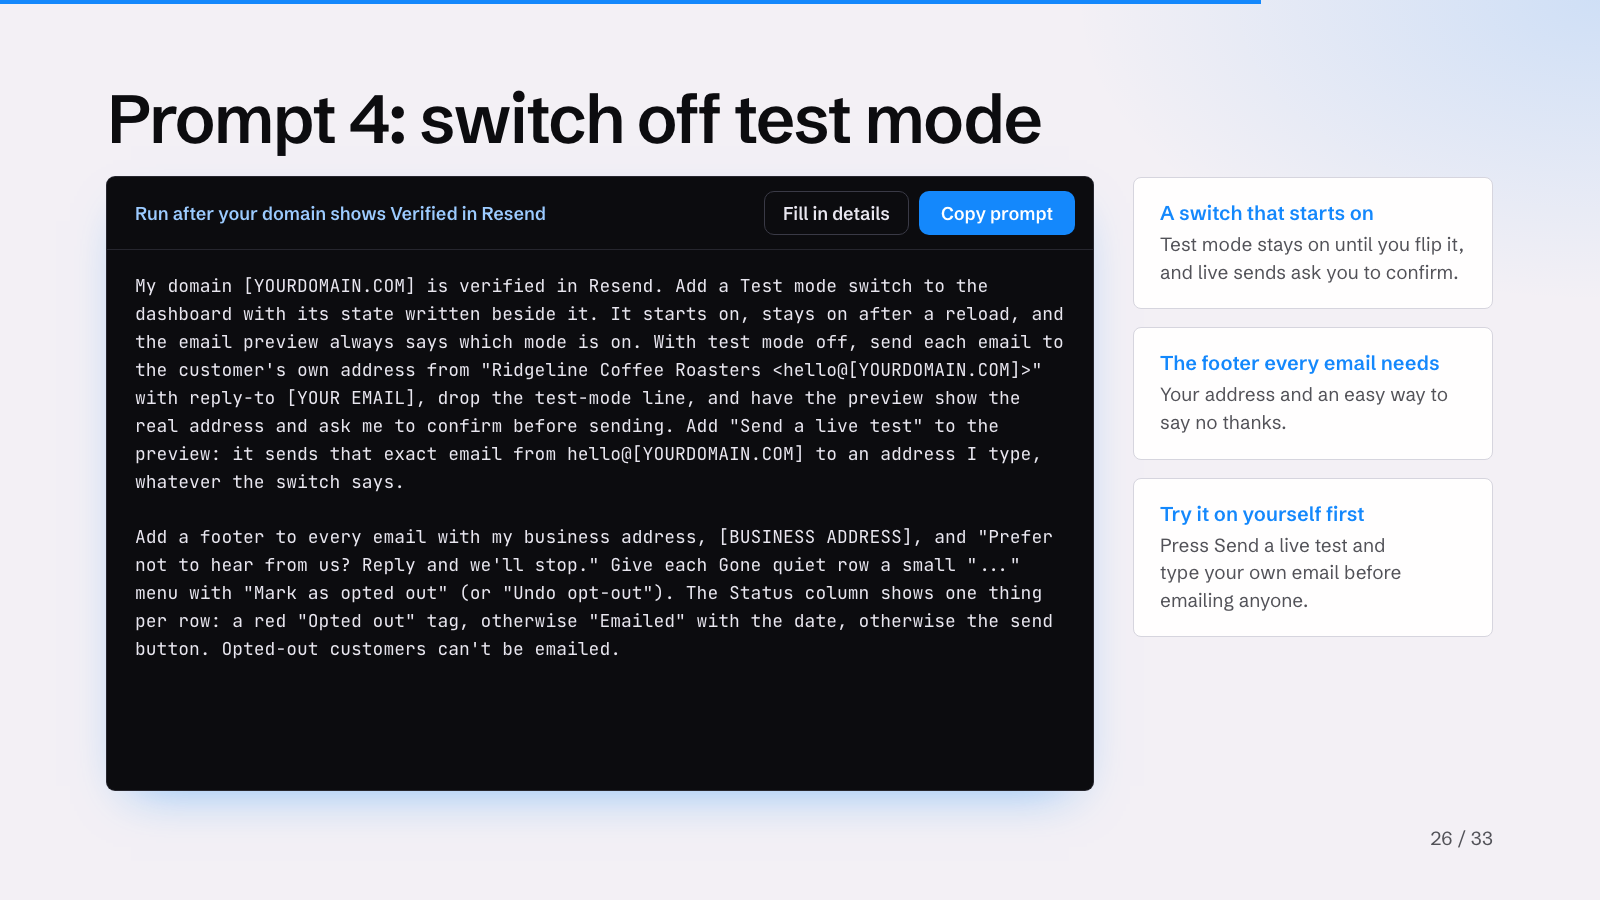 Prompt 4: switch off test mode
Run after your domain shows Verified in Resend
Fill in details
Copy prompt
My domain [YOURDOMAIN.COM] is verified in Resend. Add a Test mode switch to the
dashboard with its state written beside it. It starts on, stays on after a reload, and
the email preview always says which mode is on. With test mode off, send each email to
the customer's own address from "Ridgeline Coffee Roasters <hello@[YOURDOMAIN.COM]>"
with reply-to [YOUR EMAIL], drop the test-mode line, and have the preview show the
real address and ask me to confirm before sending. Add "Send a live test" to the
preview: it sends that exact email from hello@[YOURDOMAIN.COM] to an address I type,
whatever the switch says.
Add a footer to every email with my business address, [BUSINESS ADDRESS], and "Prefer
not to hear from us? Reply and we'll stop." Give each Gone quiet row a small "..."
menu with "Mark as opted out" (or "Undo opt-out"). The Status column shows one thing
per row: a red "Opted out" tag, otherwise "Emailed" with the date, otherwise the send
button. Opted-out customers can't be emailed.
A switch that starts on
Test mode stays on until you flip it,
and live sends ask you to confirm.
The footer every email needs
Your address and an easy way to
say no thanks.
Try it on yourself first
Press Send a live test and
type your own email before
emailing anyone.
26 / 33